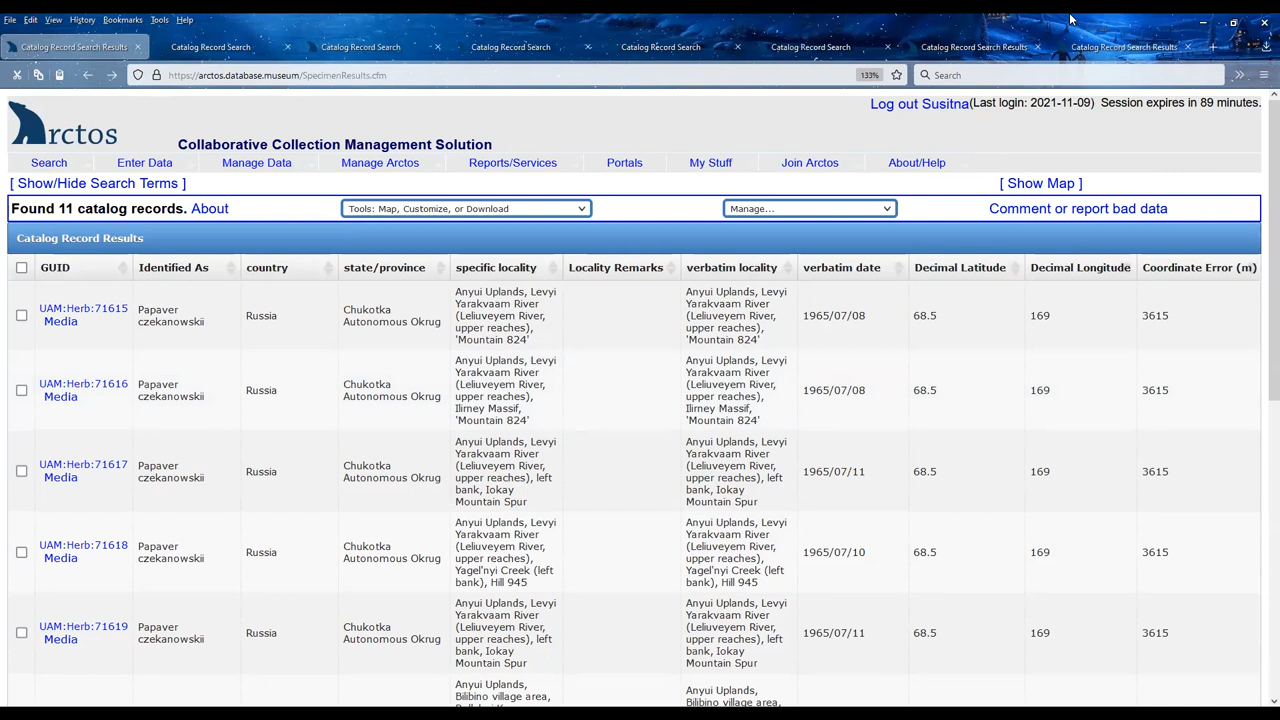 File Edit View History Bookmarks Tools Help
Catalog Record Search Results Catalog Record Search Catalog Record Search Catalog Record Search Catalog Record Search Catalog Record Search Catalog Record Search Results Catalog Record Search Results
https://arctos.database.museum/SpecimenResults.cfm 133% Search
Log out Susitna(Last login: 2021-11-09) Session expires in 89 minutes.
Arctos
Collaborative Collection Management Solution
Search Enter Data Manage Data Manage Arctos Reports/Services Portals My Stuff Join Arctos About/Help
[ Show/Hide Search Terms ] [ Show Map ]
Found 11 catalog records. About Tools: Map, Customize, or Download Manage... Comment or report bad data
Catalog Record Results
GUID Identified As country state/province specific locality Locality Remarks verbatim locality verbatim date Decimal Latitude Decimal Longitude Coordinate Error (m)
UAM:Herb:71615
Media
Papaver
czekanowskii
Russia
Chukotka
Autonomous Okrug
Anyui Uplands, Levyi
Yarakvaam River
(Leliuveyem River,
upper reaches),
'Mountain 824'
Anyui Uplands, Levyi
Yarakvaam River
(Leliuveyem River,
upper reaches),
'Mountain 824'
1965/07/08
68.5
169
3615
UAM:Herb:71616
Media
Papaver
czekanowskii
Russia
Chukotka
Autonomous Okrug
Anyui Uplands, Levyi
Yarakvaam River
(Leliuveyem River,
upper reaches),
Ilirney Massif,
'Mountain 824'
Anyui Uplands, Levyi
Yarakvaam River
(Leliuveyem River,
upper reaches),
Ilirney Massif,
'Mountain 824'
1965/07/08
68.5
169
3615
UAM:Herb:71617
Media
Papaver
czekanowskii
Russia
Chukotka
Autonomous Okrug
Anyui Uplands, Levyi
Yarakvaam River
(Leliuveyem River,
upper reaches), left
bank, Iokay
Mountain Spur
Anyui Uplands, Levyi
Yarakvaam River
(Leliuveyem River,
upper reaches), left
bank, Iokay
Mountain Spur
1965/07/11
68.5
169
3615
UAM:Herb:71618
Media
Papaver
czekanowskii
Russia
Chukotka
Autonomous Okrug
Anyui Uplands, Levyi
Yarakvaam River
(Leliuveyem River,
upper reaches),
Yagel'nyi Creek (left
bank), Hill 945
Anyui Uplands, Levyi
Yarakvaam River
(Leliuveyem River,
upper reaches),
Yagel'nyi Creek (left
bank), Hill 945
1965/07/10
68.5
169
3615
UAM:Herb:71619
Media
Papaver
czekanowskii
Russia
Chukotka
Autonomous Okrug
Anyui Uplands, Levyi
Yarakvaam River
(Leliuveyem River,
upper reaches), left
bank, Iokay
Mountain Spur
Anyui Uplands, Levyi
Yarakvaam River
(Leliuveyem River,
upper reaches), left
bank, Iokay
Mountain Spur
1965/07/11
68.5
169
3615
Anyui Uplands,
Bilibino village area,
Anyui Uplands,
Bilibino village area,